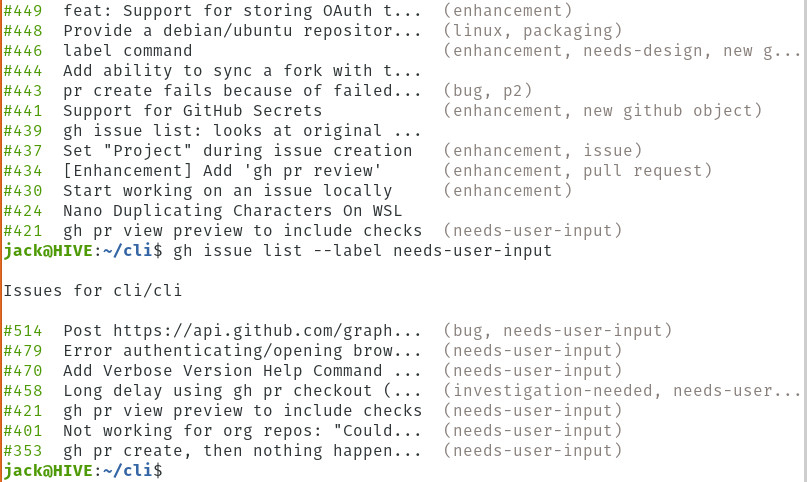 #449 feat: Support for storing OAuth t... (enhancement)
#448 Provide a debian/ubuntu repositor... (linux, packaging)
#446 label command (enhancement, needs-design, new g...
#444 Add ability to sync a fork with t...
#443 pr create fails because of failed... (bug, p2)
#441 Support for GitHub Secrets (enhancement, new github object)
#439 gh issue list: looks at original ...
#437 Set "Project" during issue creation (enhancement, issue)
#434 [Enhancement] Add 'gh pr review' (enhancement, pull request)
#430 Start working on an issue locally (enhancement)
#424 Nano Duplicating Characters On WSL
#421 gh pr view preview to include checks (needs-user-input)
jack@HIVE:~/cli$ gh issue list --label needs-user-input
Issues for cli/cli
#514 Post https://api.github.com/graph... (bug, needs-user-input)
#479 Error authenticating/opening brow... (needs-user-input)
#470 Add Verbose Version Help Command ... (needs-user-input)
#458 Long delay using gh pr checkout (... (investigation-needed, needs-user...
#421 gh pr view preview to include checks (needs-user-input)
#401 Not working for org repos: "Could... (needs-user-input)
#353 gh pr create, then nothing happen... (needs-user-input)
jack@HIVE:~/cli$